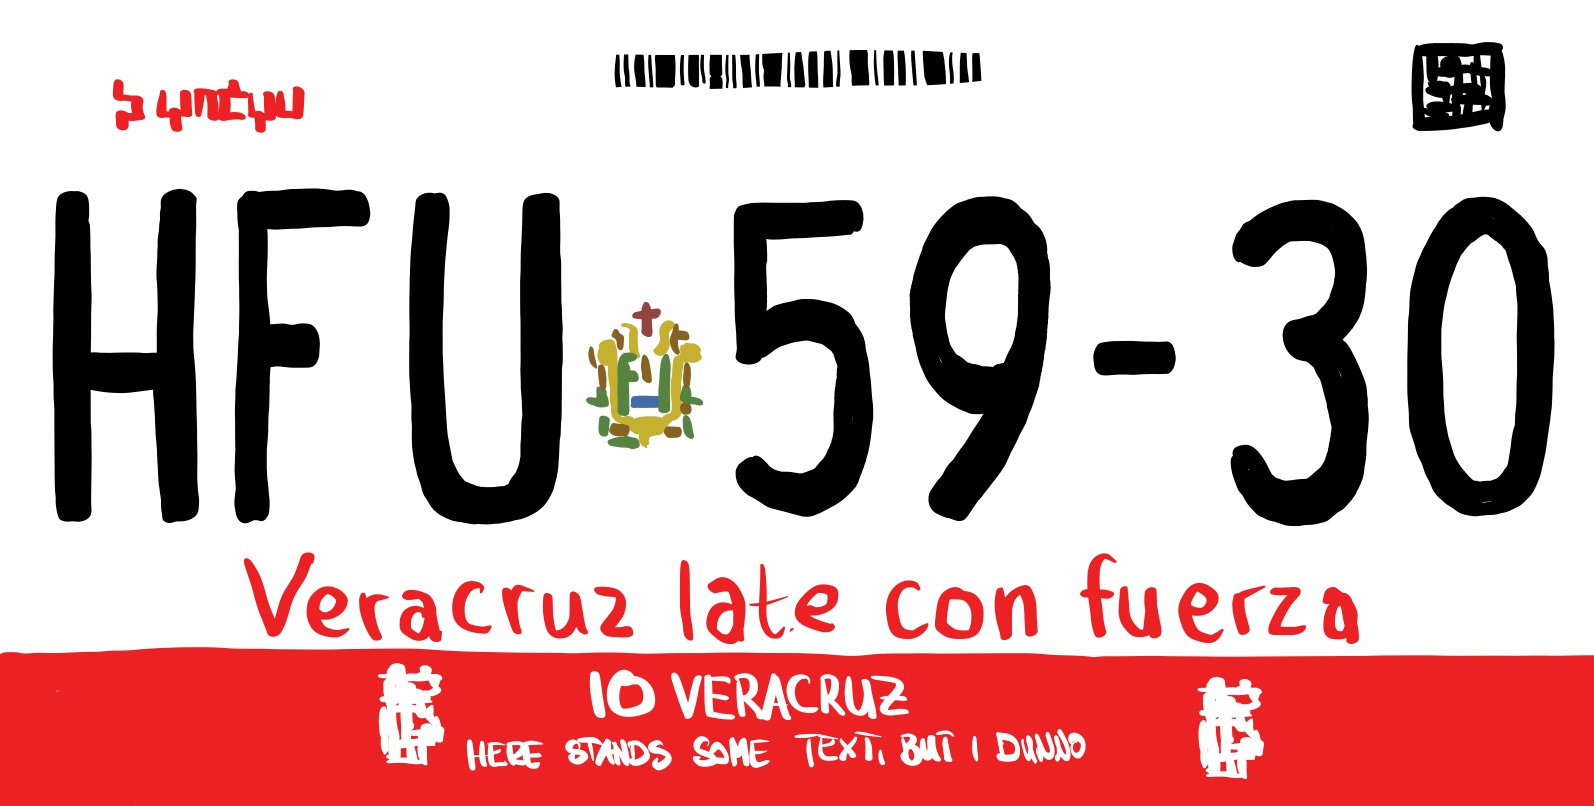 HFU 59-30
Veracruz late con fuerza
10 VERACRUZ
HERE STANDS SOME TEXT, BUT I DUNNO